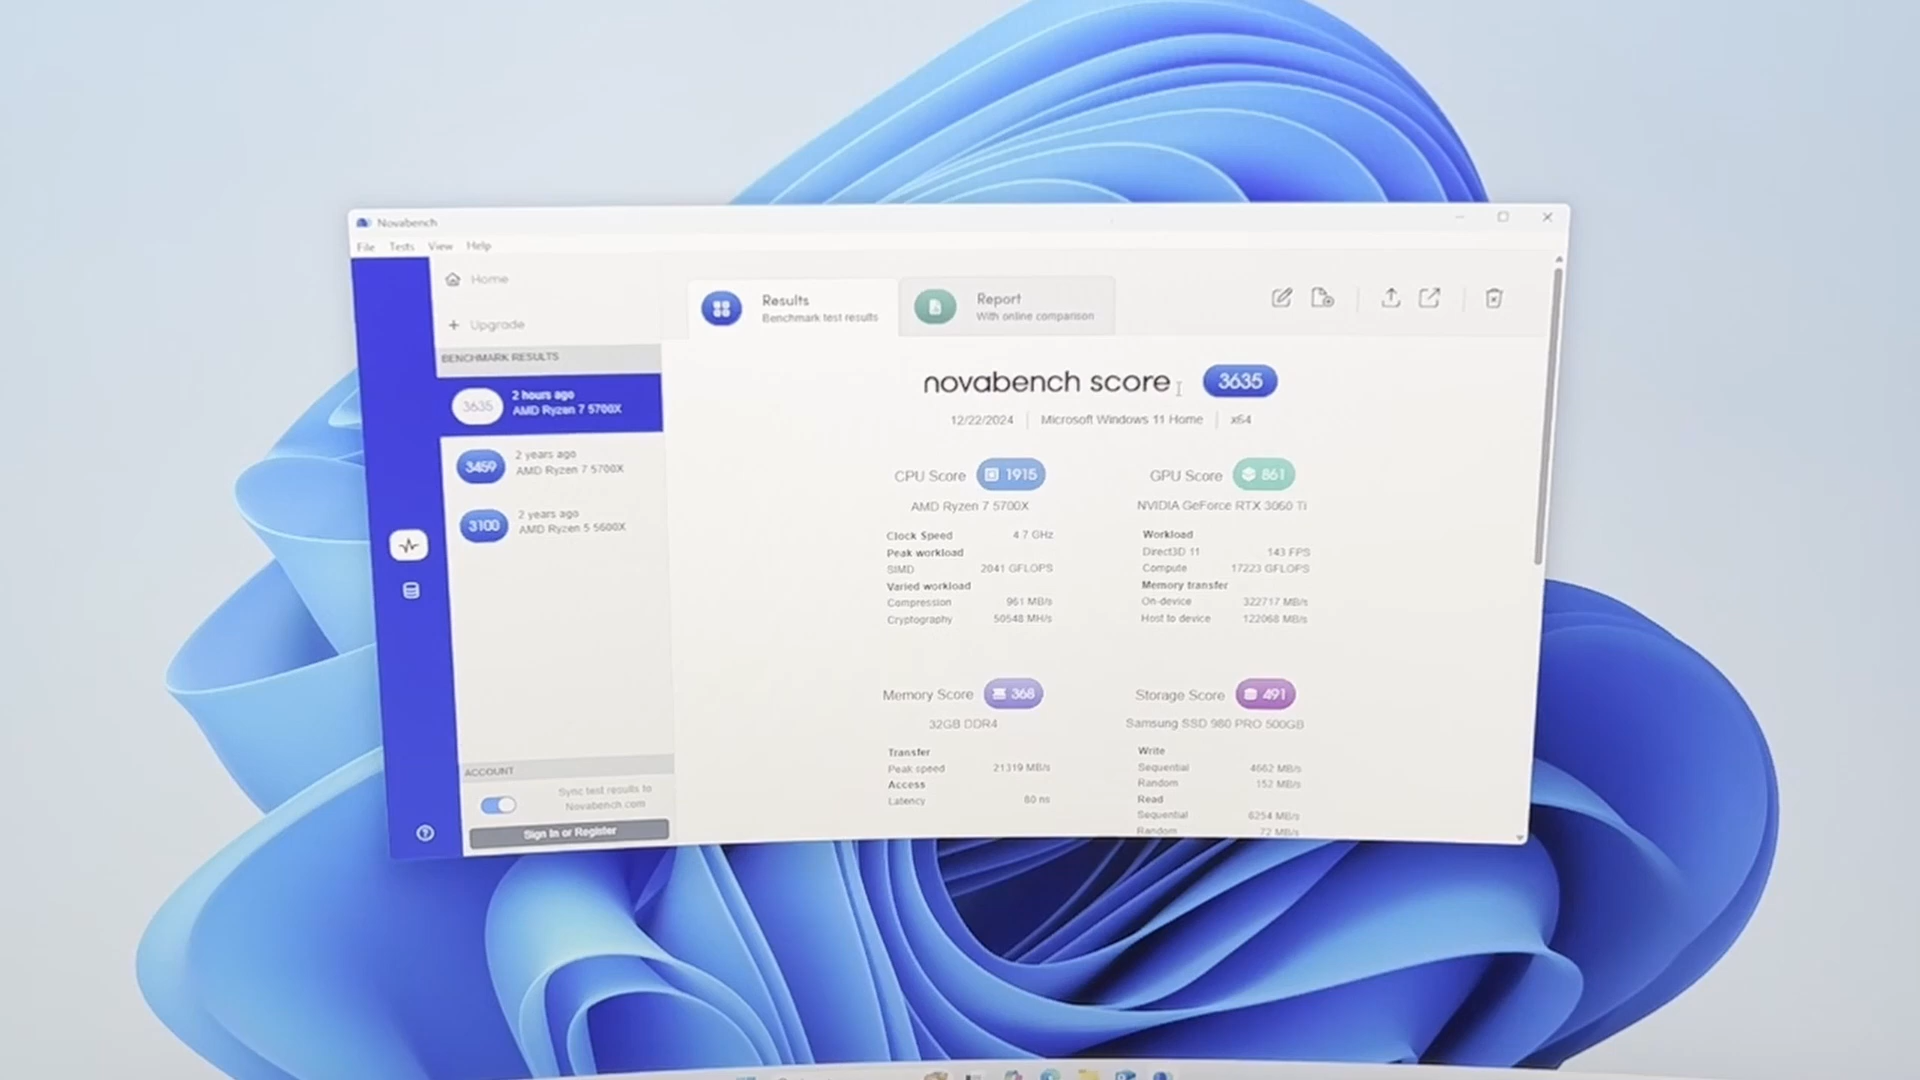 Novabench
File Tests View Help
Home
Upgrade
BENCHMARK RESULTS
3635
2 hours ago
AMD Ryzen 7 5700X
3459
2 years ago
AMD Ryzen 7 5700X
3100
2 years ago
AMD Ryzen 5 5600X
ACCOUNT
Sync test results to
Novabench.com
Sign In or Register
Results
Benchmark test results
Report
With online comparison
novabench score 3635
12/22/2024 Microsoft Windows 11 Home x64
CPU Score 1915
AMD Ryzen 7 5700X
Clock Speed 4.7 GHz
Peak workload
SIMD 2041 GFLOPS
Varied workload
Compression 961 MB/s
Cryptography 50548 MH/s
GPU Score 861
NVIDIA GeForce RTX 3060 Ti
Workload
Direct3D 11 143 FPS
Compute 17223 GFLOPS
Memory transfer
On-device 322717 MB/s
Host to device 122068 MB/s
Memory Score 368
32GB DDR4
Transfer
Peak speed 21319 MB/s
Access
Latency 80 ns
Storage Score 491
Samsung SSD 980 PRO 500GB
Write
Sequential 4662 MB/s
Random 152 MB/s
Read
Sequential 6254 MB/s
Random 72 MB/s